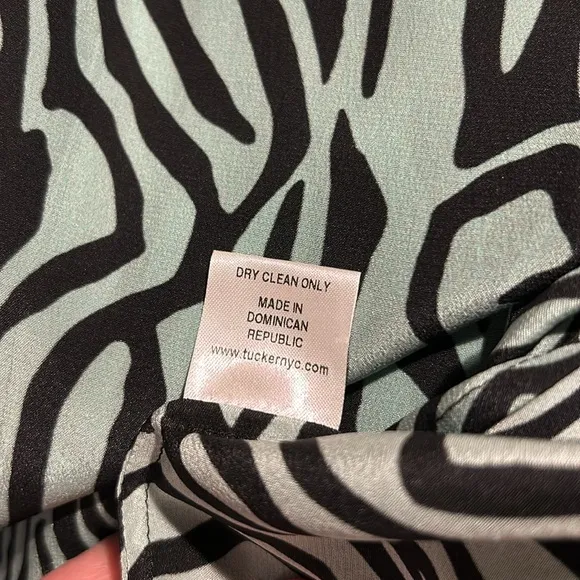 DRY CLEAN ONLY
MADE IN
DOMINICAN
REPUBLIC
www.tuckernyc.com